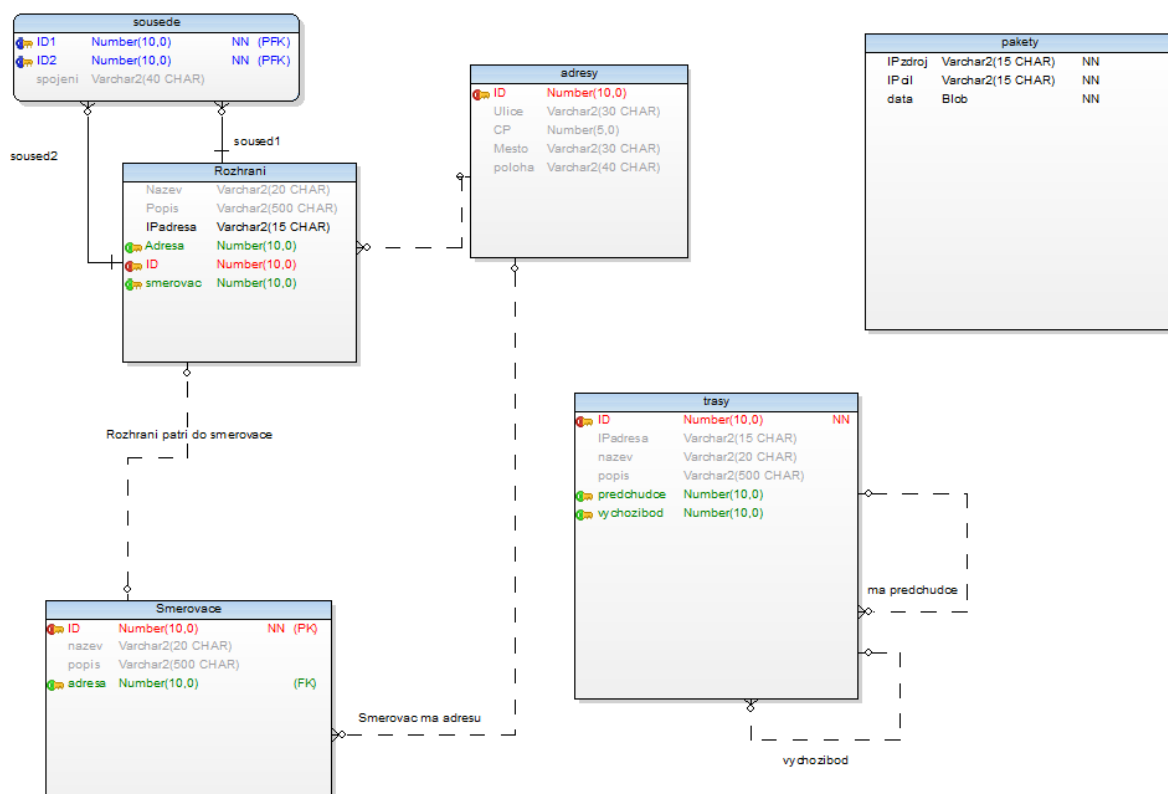 sousede
ID1 Number(10,0) NN (PFK)
ID2 Number(10,0) NN (PFK)
spojeni Varchar2(40 CHAR)
soused2
soused1
Rozhrani
Nazev Varchar2(20 CHAR)
Popis Varchar2(500 CHAR)
IPadresa Varchar2(15 CHAR)
Adresa Number(10,0)
ID Number(10,0)
smerovac Number(10,0)
adresy
ID Number(10,0)
Ulice Varchar2(30 CHAR)
CP Number(5,0)
Mesto Varchar2(30 CHAR)
poloha Varchar2(40 CHAR)
pakety
IPzdroj Varchar2(15 CHAR) NN
IPcil Varchar2(15 CHAR) NN
data Blob NN
Rozhrani patri do smerovace
trasy
ID Number(10,0) NN
IPadresa Varchar2(15 CHAR)
nazev Varchar2(20 CHAR)
popis Varchar2(500 CHAR)
predchudce Number(10,0)
vychozibod Number(10,0)
ma predchudce
vychozibod
Smerovace
ID Number(10,0) NN (PK)
nazev Varchar2(20 CHAR)
popis Varchar2(500 CHAR)
adresa Number(10,0) (FK)
Smerovac ma adresu